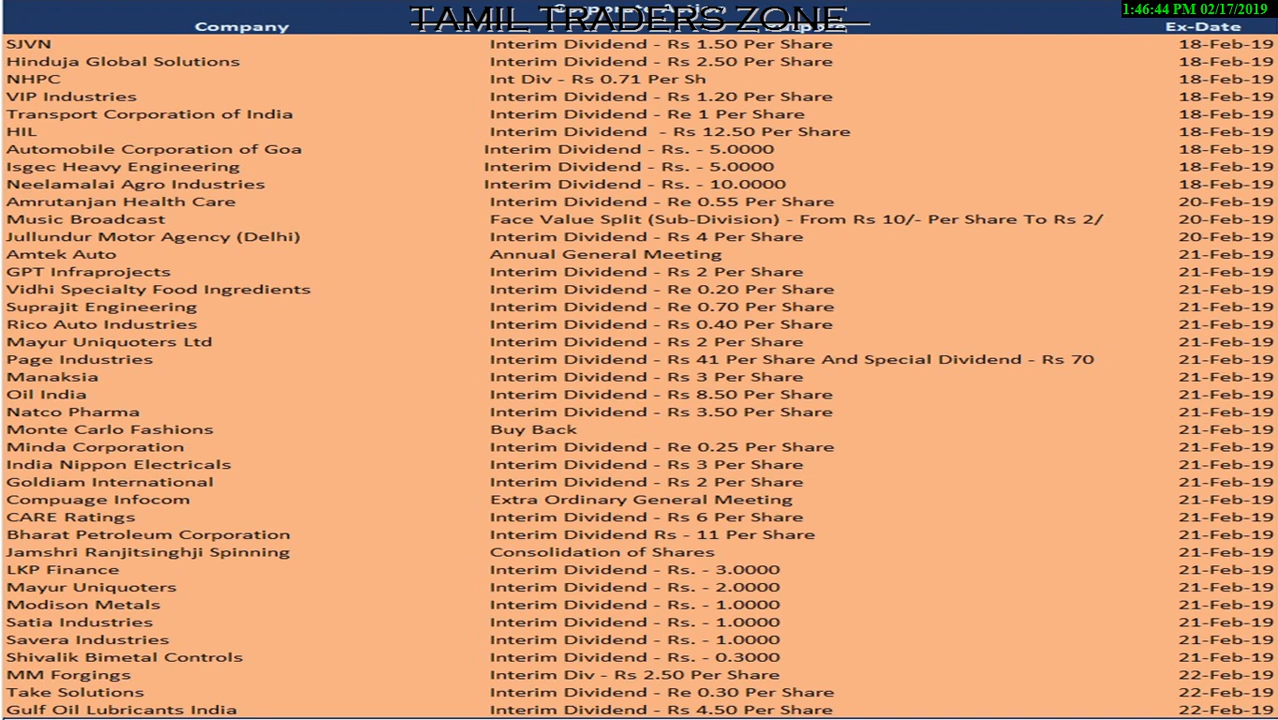 Corporate Action
TAMIL TRADERS ZONE
1:46:44 PM 02/17/2019
Company Purpose Ex-Date
SJVN Interim Dividend - Rs 1.50 Per Share 18-Feb-19
Hinduja Global Solutions Interim Dividend - Rs 2.50 Per Share 18-Feb-19
NHPC Int Div - Rs 0.71 Per Sh 18-Feb-19
VIP Industries Interim Dividend - Rs 1.20 Per Share 18-Feb-19
Transport Corporation of India Interim Dividend - Re 1 Per Share 18-Feb-19
HIL Interim Dividend - Rs 12.50 Per Share 18-Feb-19
Automobile Corporation of Goa Interim Dividend - Rs. - 5.0000 18-Feb-19
Isgec Heavy Engineering Interim Dividend - Rs. - 5.0000 18-Feb-19
Neelamalai Agro Industries Interim Dividend - Rs. - 10.0000 18-Feb-19
Amrutanjan Health Care Interim Dividend - Re 0.55 Per Share 20-Feb-19
Music Broadcast Face Value Split (Sub-Division) - From Rs 10/- Per Share To Rs 2/ 20-Feb-19
Jullundur Motor Agency (Delhi) Interim Dividend - Rs 4 Per Share 20-Feb-19
Amtek Auto Annual General Meeting 21-Feb-19
GPT Infraprojects Interim Dividend - Rs 2 Per Share 21-Feb-19
Vidhi Specialty Food Ingredients Interim Dividend - Re 0.20 Per Share 21-Feb-19
Suprajit Engineering Interim Dividend - Re 0.70 Per Share 21-Feb-19
Rico Auto Industries Interim Dividend - Rs 0.40 Per Share 21-Feb-19
Mayur Uniquoters Ltd Interim Dividend - Rs 2 Per Share 21-Feb-19
Page Industries Interim Dividend - Rs 41 Per Share And Special Dividend - Rs 70 21-Feb-19
Manaksia Interim Dividend - Rs 3 Per Share 21-Feb-19
Oil India Interim Dividend - Rs 8.50 Per Share 21-Feb-19
Natco Pharma Interim Dividend - Rs 3.50 Per Share 21-Feb-19
Monte Carlo Fashions Buy Back 21-Feb-19
Minda Corporation Interim Dividend - Re 0.25 Per Share 21-Feb-19
India Nippon Electricals Interim Dividend - Rs 3 Per Share 21-Feb-19
Goldiam International Interim Dividend - Rs 2 Per Share 21-Feb-19
Compuage Infocom Extra Ordinary General Meeting 21-Feb-19
CARE Ratings Interim Dividend - Rs 6 Per Share 21-Feb-19
Bharat Petroleum Corporation Interim Dividend Rs - 11 Per Share 21-Feb-19
Jamshri Ranjitsinghji Spinning Consolidation of Shares 21-Feb-19
LKP Finance Interim Dividend - Rs. - 3.0000 21-Feb-19
Mayur Uniquoters Interim Dividend - Rs. - 2.0000 21-Feb-19
Modison Metals Interim Dividend - Rs. - 1.0000 21-Feb-19
Satia Industries Interim Dividend - Rs. - 1.0000 21-Feb-19
Savera Industries Interim Dividend - Rs. - 1.0000 21-Feb-19
Shivalik Bimetal Controls Interim Dividend - Rs. - 0.3000 21-Feb-19
MM Forgings Interim Div - Rs 2.50 Per Share 22-Feb-19
Take Solutions Interim Dividend - Re 0.30 Per Share 22-Feb-19
Gulf Oil Lubricants India Interim Dividend - Rs 4.50 Per Share 22-Feb-19